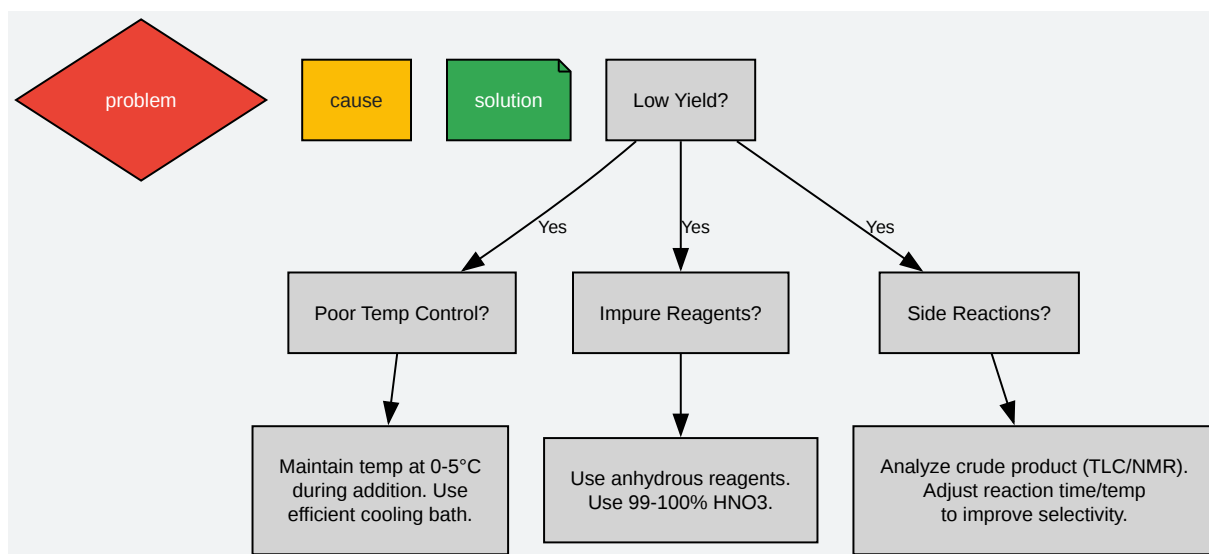 problem
cause
solution
Low Yield?
Yes
Yes
Yes
Poor Temp Control?
Impure Reagents?
Side Reactions?
Maintain temp at 0-5°C
during addition. Use
efficient cooling bath.
Use anhydrous reagents.
Use 99-100% HNO3.
Analyze crude product (TLC/NMR).
Adjust reaction time/temp
to improve selectivity.